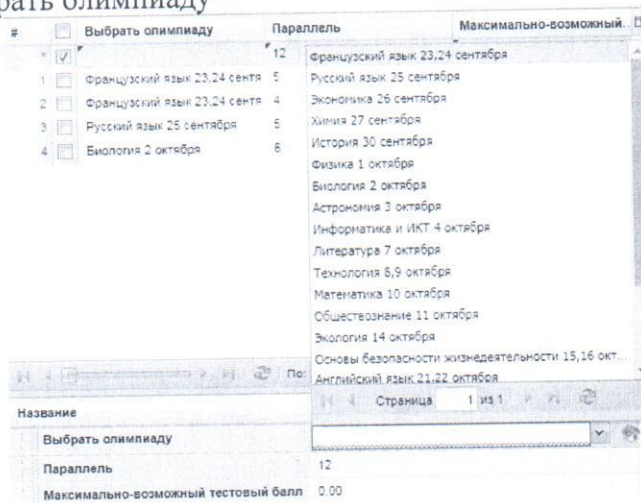 рать олимпиаду
# Выбрать олимпиаду Параллель Максимально-возможный..
* 12
1 Французский язык 23,24 сентя 5
2 Французский язык 23,24 сентя 4
3 Русский язык 25 сентября 5
4 Биология 2 октября 6
Французский язык 23,24 сентября
Русский язык 25 сентября
Экономика 26 сентября
Химия 27 сентября
История 30 сентября
Физика 1 октября
Биология 2 октября
Астрономия 3 октября
Информатика и ИКТ 4 октября
Литература 7 октября
Технология 8,9 октября
Математика 10 октября
Обществознание 11 октября
Экология 14 октября
Основы безопасности жизнедеятельности 15,16 окт...
Английский язык 21,22 октября
По:
Страница 1 из 1
Название
Выбрать олимпиаду
Параллель 12
Максимально-возможный тестовый балл 0.00